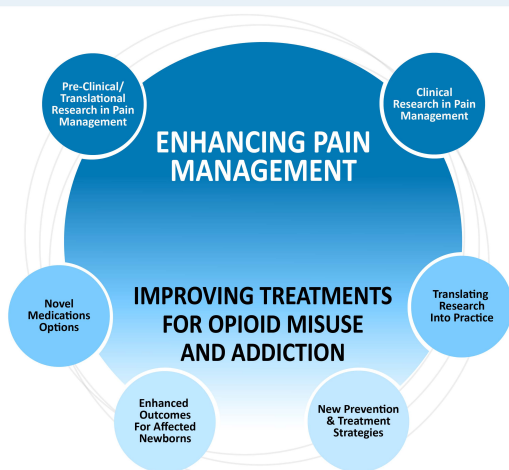 Pre-Clinical/
Translational
Research in Pain
Management
Clinical
Research in Pain
Management
ENHANCING PAIN
MANAGEMENT
Novel
Medications
Options
IMPROVING TREATMENTS
FOR OPIOID MISUSE
AND ADDICTION
Translating
Research
Into Practice
Enhanced
Outcomes
For Affected
Newborns
New Prevention
& Treatment
Strategies